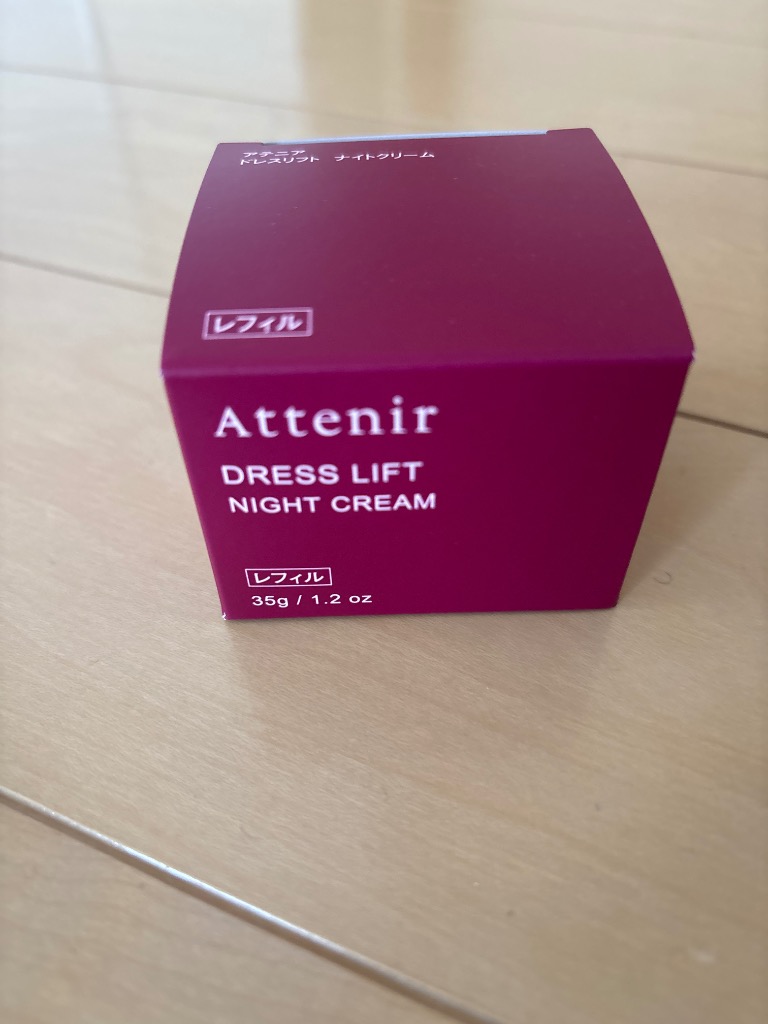 アテニア
ドレスリフト ナイトクリーム
レフィル
Attenir
DRESS LIFT
NIGHT CREAM
レフィル
35g / 1.2 oz